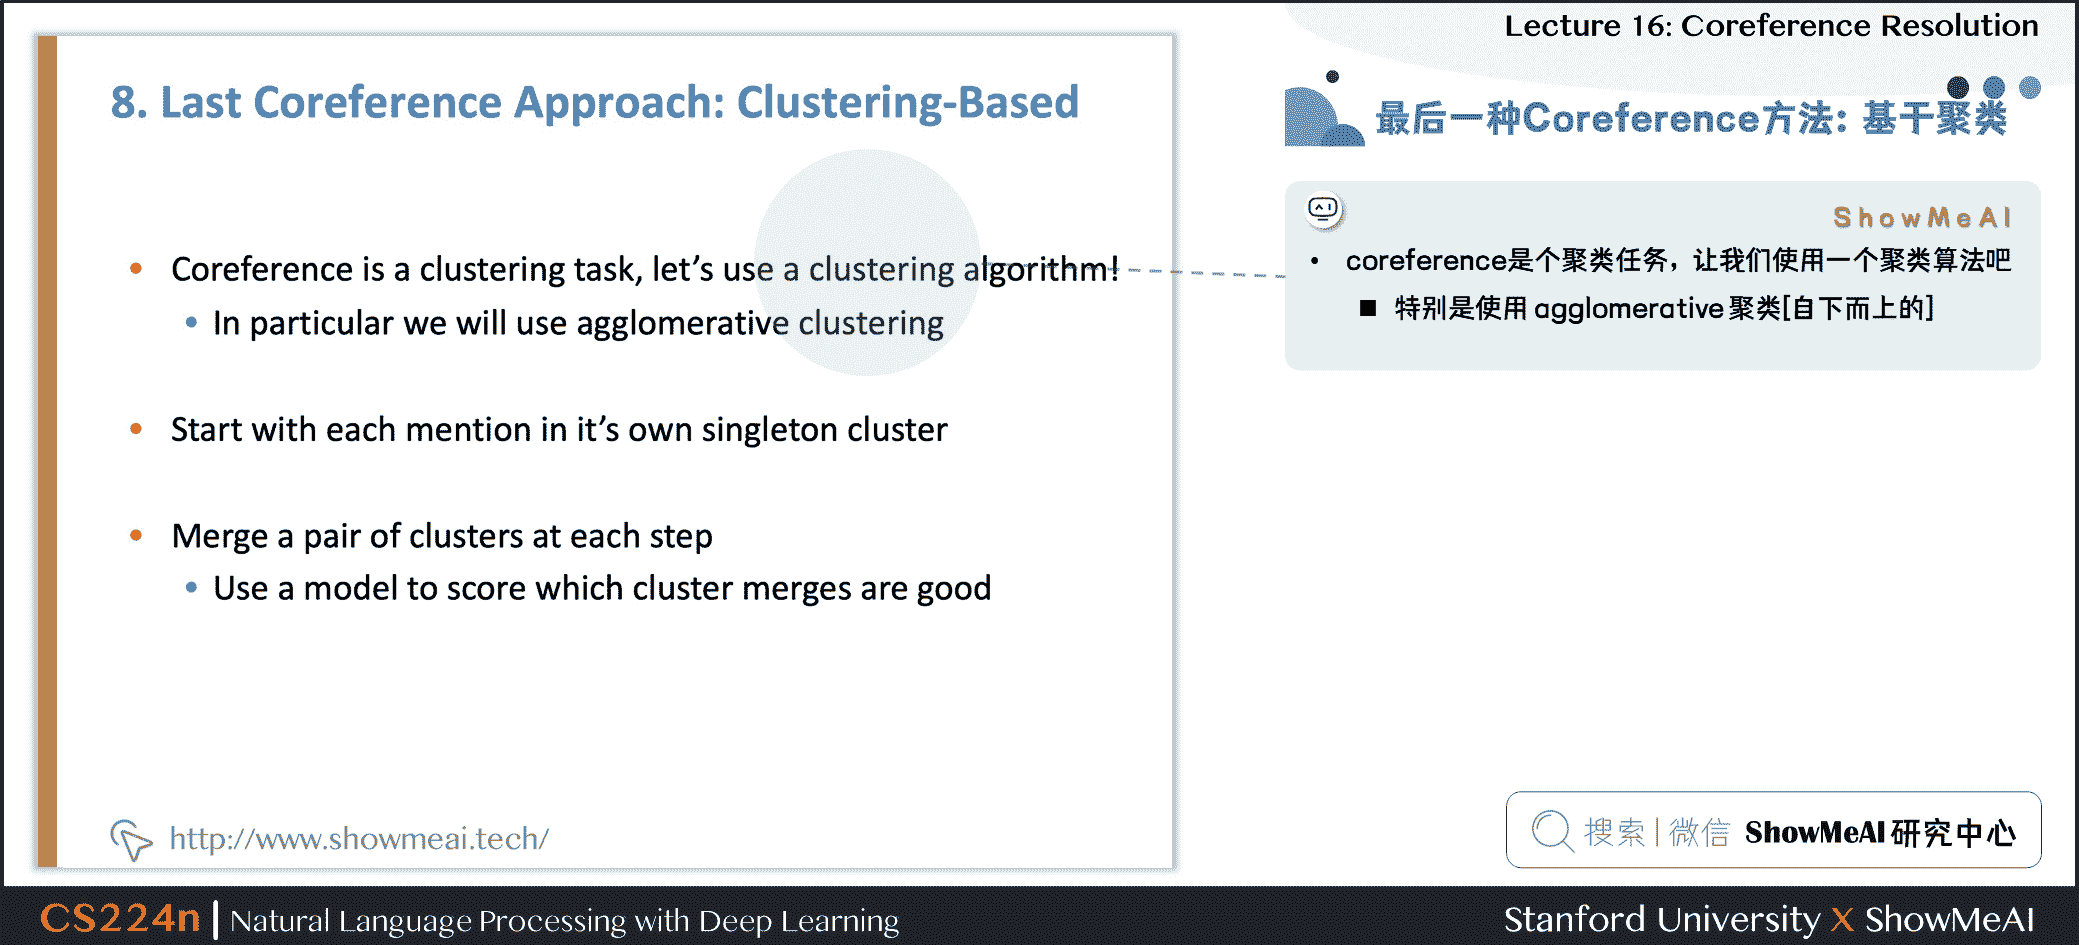 Lecture 16: Coreference Resolution
8. Last Coreference Approach: Clustering-Based
Coreference is a clustering task, let’s use a clustering algorithm!
In particular we will use agglomerative clustering
Start with each mention in it’s own singleton cluster
Merge a pair of clusters at each step
Use a model to score which cluster merges are good
http://www.showmeai.tech/
最后一种Coreference方法: 基于聚类
ShowMeAI
coreference是个聚类任务，让我们使用一个聚类算法吧
特别是使用 agglomerative 聚类[自下而上的]
搜索 | 微信 ShowMeAI 研究中心
CS224n | Natural Language Processing with Deep Learning
Stanford University X ShowMeAI